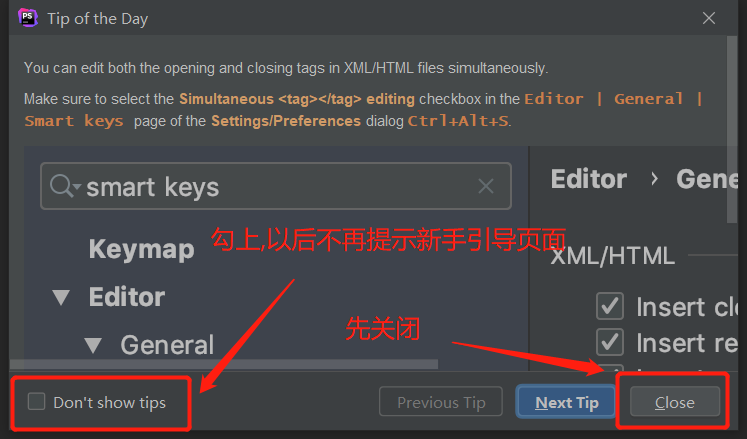 PS Tip of the Day
You can edit both the opening and closing tags in XML/HTML files simultaneously.
Make sure to select the Simultaneous <tag></tag> editing checkbox in the Editor | General |
Smart keys page of the Settings/Preferences dialog Ctrl+Alt+S.
smart keys
Editor › Gene
Keymap
勾上,以后不再提示新手引导页面
XML/HTML
Editor
Insert clo
先关闭
General
Insert re
Don't show tips
Previous Tip
Next Tip
Close